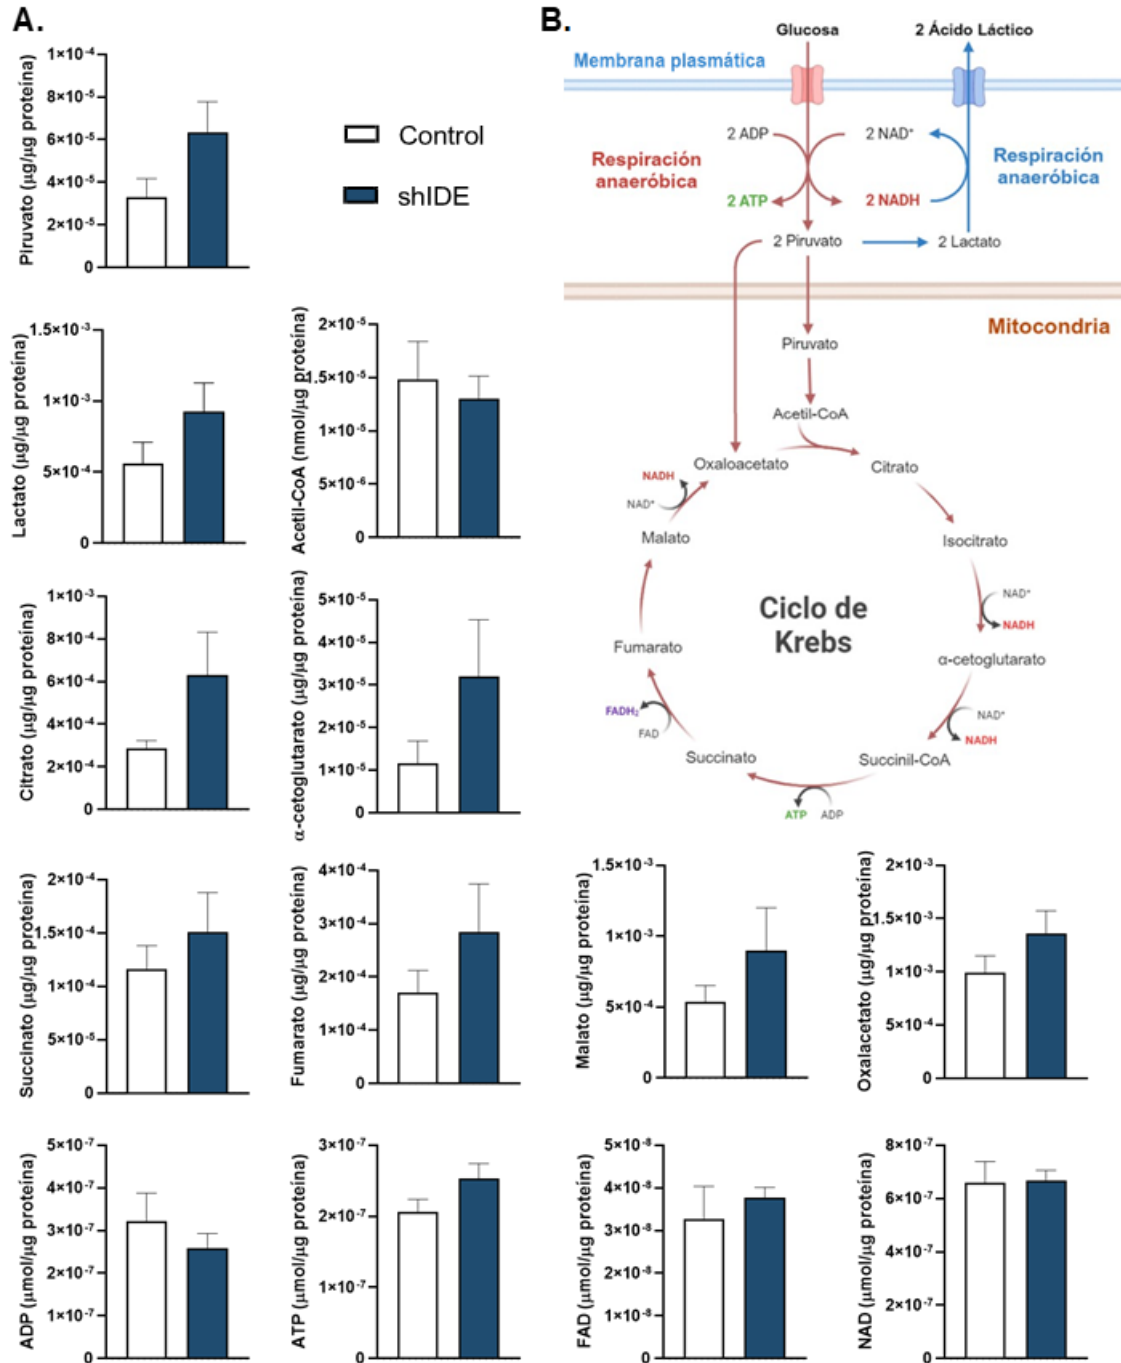 A.
Piruvato (µg/µg proteína)
1×10⁻⁴
8×10⁻⁵
6×10⁻⁵
4×10⁻⁵
2×10⁻⁵
0
Control
shIDE
Lactato (µg/µg proteína)
1.5×10⁻³
1×10⁻³
5×10⁻⁴
0
Acetil-CoA (nmol/µg proteína)
2×10⁻⁵
1.5×10⁻⁵
1×10⁻⁵
5×10⁻⁶
0
Citrato (µg/µg proteína)
1×10⁻³
8×10⁻⁴
6×10⁻⁴
4×10⁻⁴
2×10⁻⁴
0
α-cetoglutarato (µg/µg proteína)
5×10⁻⁵
4×10⁻⁵
3×10⁻⁵
2×10⁻⁵
1×10⁻⁵
0
Succinato (µg/µg proteína)
2×10⁻⁴
1.5×10⁻⁴
1×10⁻⁴
5×10⁻⁵
0
Fumarato (µg/µg proteína)
4×10⁻⁴
3×10⁻⁴
2×10⁻⁴
1×10⁻⁴
0
Malato (µg/µg proteína)
1.5×10⁻³
1×10⁻³
5×10⁻⁴
0
Oxalacetato (µg/µg proteína)
2×10⁻³
1.5×10⁻³
1×10⁻³
5×10⁻⁴
0
ADP (µmol/µg proteína)
5×10⁻⁷
4×10⁻⁷
3×10⁻⁷
2×10⁻⁷
1×10⁻⁷
0
ATP (µmol/µg proteína)
3×10⁻⁷
2×10⁻⁷
1×10⁻⁷
0
FAD (µmol/µg proteína)
5×10⁻⁸
4×10⁻⁸
3×10⁻⁸
2×10⁻⁸
1×10⁻⁸
0
NAD (µmol/µg proteína)
8×10⁻⁷
6×10⁻⁷
4×10⁻⁷
2×10⁻⁷
0
B.
Glucosa
2 Ácido Láctico
Membrana plasmática
2 ADP
2 NAD⁺
Respiración
anaeróbica
Respiración
anaeróbica
2 ATP
2 NADH
2 Piruvato
2 Lactato
Mitocondria
Piruvato
Acetil-CoA
Oxaloacetato
Citrato
NADH
NAD⁺
Malato
Isocitrato
NAD⁺
NADH
Ciclo de
Krebs
Fumarato
α-cetoglutarato
FADH₂
FAD
NAD⁺
NADH
Succinato
Succinil-CoA
ATP
ADP